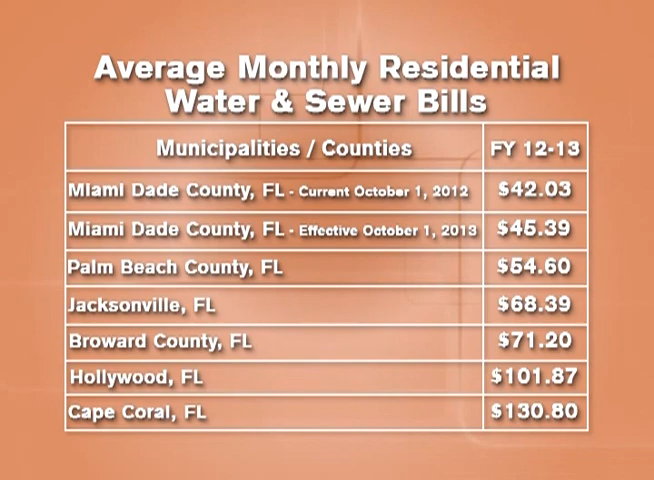 Average Monthly Residential
Water & Sewer Bills
Municipalities / Counties FY 12-13
Miami Dade County, FL - Current October 1, 2012 $42.03
Miami Dade County, FL - Effective October 1, 2013 $45.39
Palm Beach County, FL $54.60
Jacksonville, FL $68.39
Broward County, FL $71.20
Hollywood, FL $101.87
Cape Coral, FL $130.80